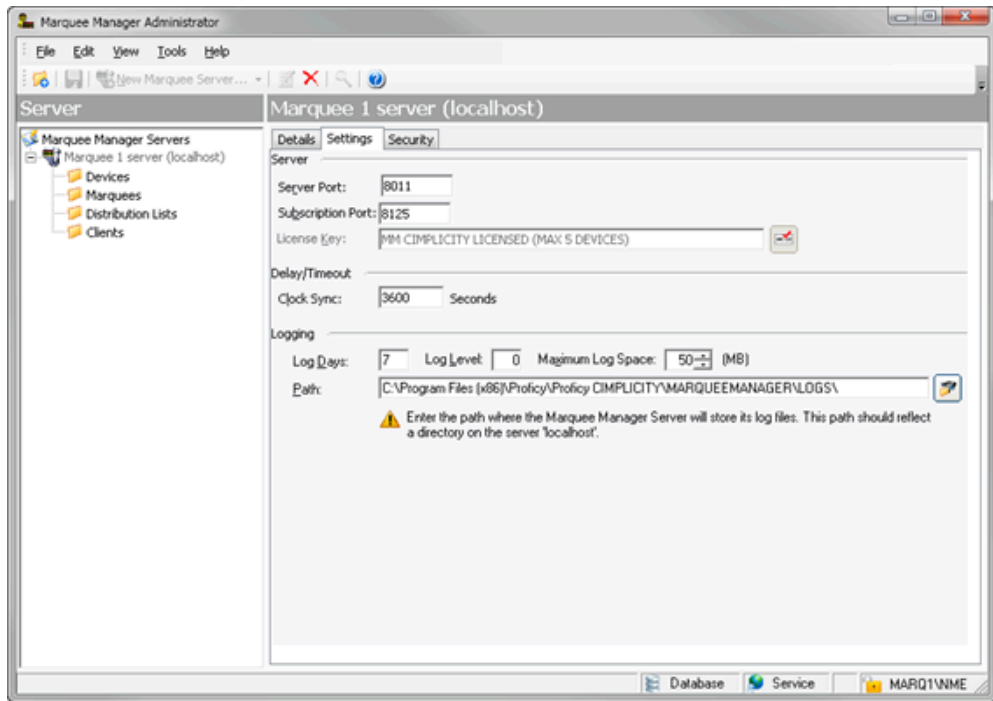 Marquee Manager Administrator
File Edit View Tools Help
New Marquee Server...
Server
Marquee 1 server (localhost)
Marquee Manager Servers
Marquee 1 server (localhost)
Devices
Marquees
Distribution Lists
Clients
Details Settings Security
Server
Server Port: 8011
Subscription Port: 8125
License Key: MM CIMPLICITY LICENSED (MAX 5 DEVICES)
Delay/Timeout
Clock Sync: 3600 Seconds
Logging
Log Days: 7 Log Level: 0 Maximum Log Space: 50 (MB)
Path: C:\Program Files (x86)\Proficy\Proficy CIMPLICITY\MARQUEEMANAGER\LOGS\
Enter the path where the Marquee Manager Server will store its log files. This path should reflect
a directory on the server 'localhost'.
Database Service MARQ1\NME